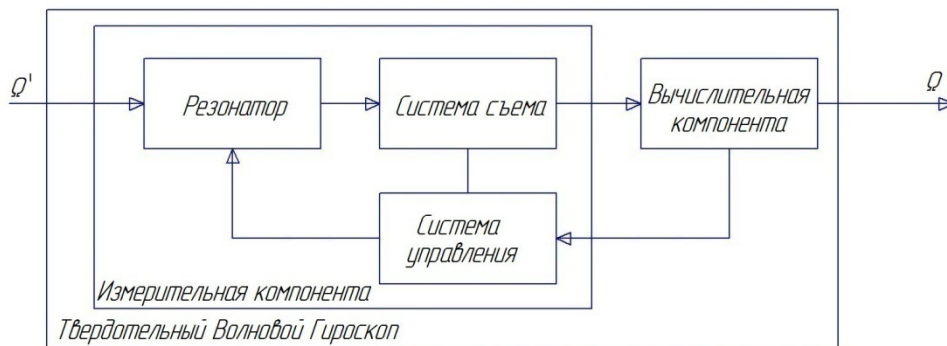 Ω'
Резонатор
Система съема
Вычислительная
компонента
Ω
Система
управления
Измерительная компонента
Твердотельный Волновой Гироскоп